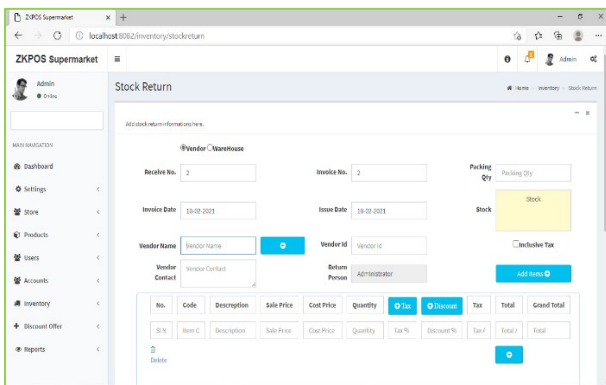 ZKPOS Supermarket
localhost:8082/inventory/stockreturn
ZKPOS Supermarket
Admin
Admin
Online
Stock Return
Home
Inventory
Stock Return
Add stock return informations here.
MAIN NAVIGATION
Dashboard
Settings
Store
Products
Users
Accounts
Inventory
Discount Offer
Reports
Vendor WareHouse
Receive No. 2 Invoice No. 2 Packing Qty Packing Qty
Invoice Date 10-02-2021 Issue Date 10-02-2021 Stock Stock
Vendor Name Vendor Name Vendor Id Vendor Id Inclusive Tax
Vendor Contact Vendor Contact Return Person Administrator Add Items
No. Code Descreption Sale Price Cost Price Quantity Tax Discount Tax Total Grand Total
Sl N Item C Description Sale Price Cost Price Quantity Tax % Discount % Tax / Total / Total
Delete